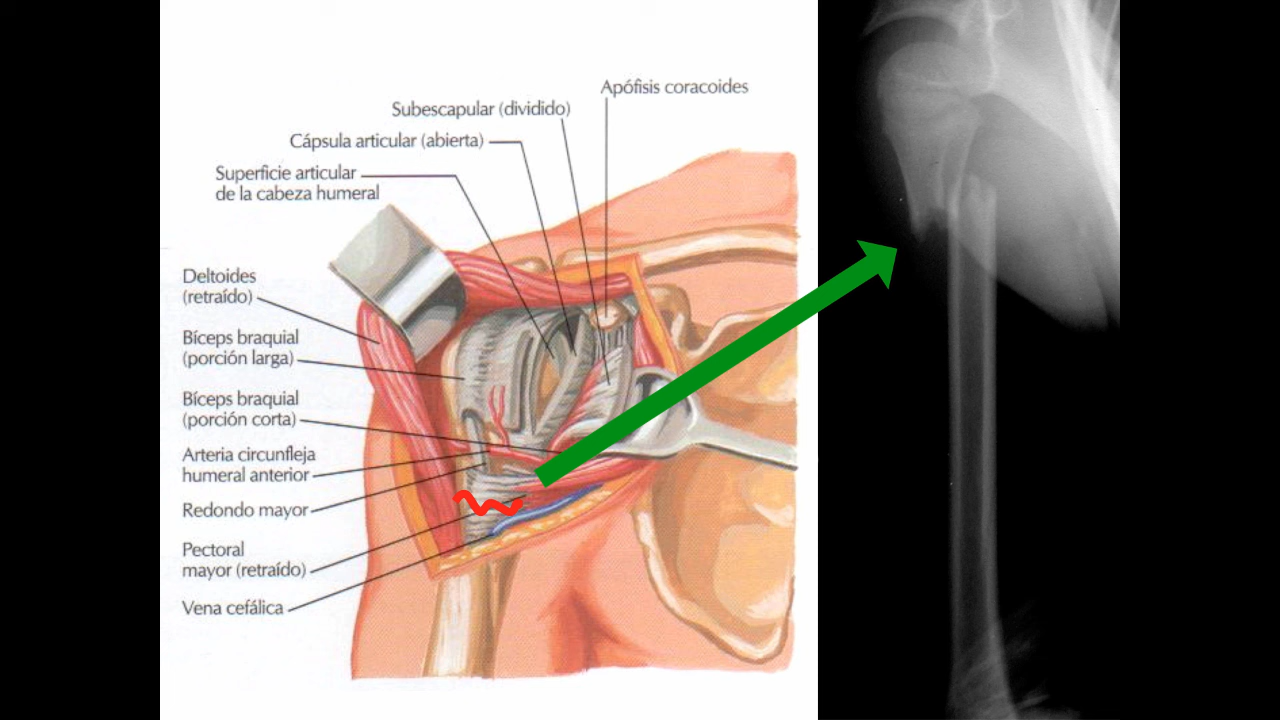 Apófisis coracoides
Subescapular (dividido)
Cápsula articular (abierta)
Superficie articular
de la cabeza humeral
Deltoides
(retraído)
Bíceps braquial
(porción larga)
Bíceps braquial
(porción corta)
Arteria circunfleja
humeral anterior
Redondo mayor
Pectoral
mayor (retraído)
Vena cefálica